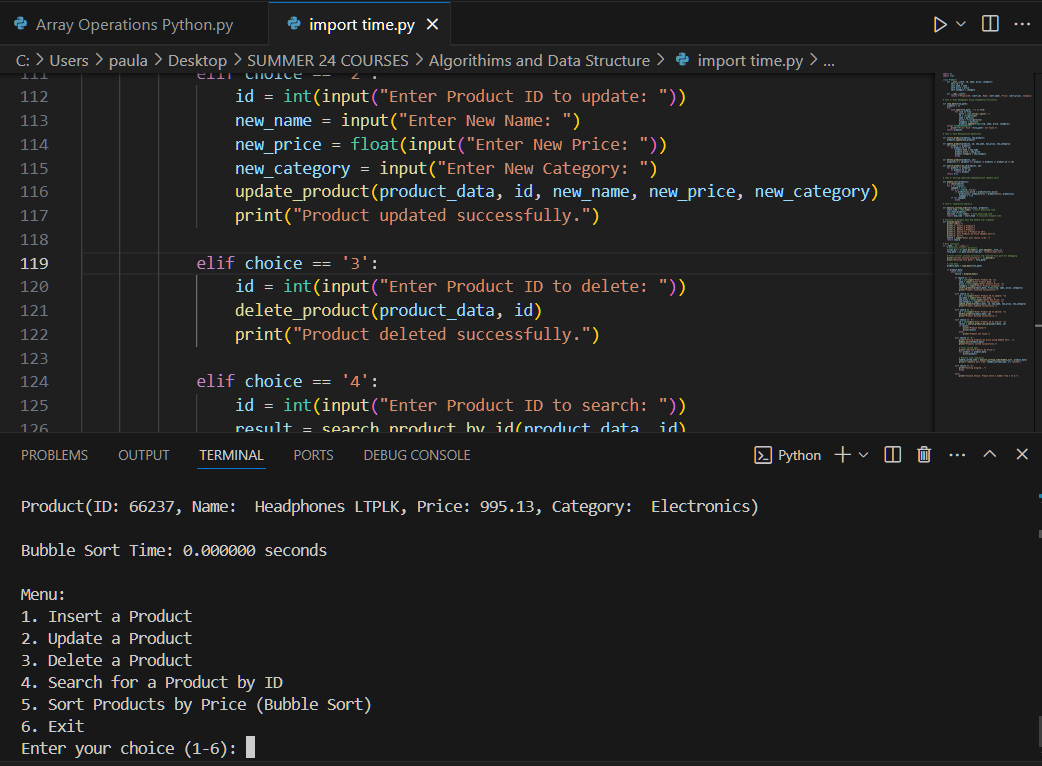 Array Operations Python.py
import time.py
C: > Users > paula > Desktop > SUMMER 24 COURSES > Algorithims and Data Structure > import time.py > ...
111 elif choice == '2':
112 id = int(input("Enter Product ID to update: "))
113 new_name = input("Enter New Name: ")
114 new_price = float(input("Enter New Price: "))
115 new_category = input("Enter New Category: ")
116 update_product(product_data, id, new_name, new_price, new_category)
117 print("Product updated successfully.")
118
119 elif choice == '3':
120 id = int(input("Enter Product ID to delete: "))
121 delete_product(product_data, id)
122 print("Product deleted successfully.")
123
124 elif choice == '4':
125 id = int(input("Enter Product ID to search: "))
126 result = search_product_by_id(product_data, id)
PROBLEMS OUTPUT TERMINAL PORTS DEBUG CONSOLE Python
Product(ID: 66237, Name:  Headphones LTPLK, Price: 995.13, Category:  Electronics)
Bubble Sort Time: 0.000000 seconds
Menu:
1. Insert a Product
2. Update a Product
3. Delete a Product
4. Search for a Product by ID
5. Sort Products by Price (Bubble Sort)
6. Exit
Enter your choice (1-6):